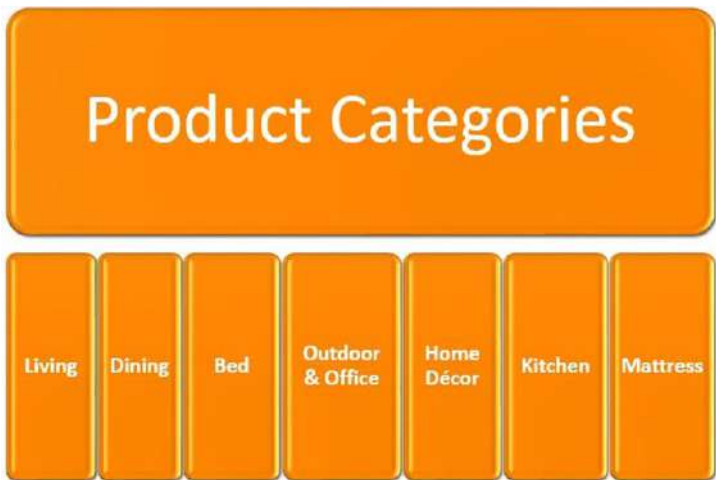 Product Categories
Living
Dining
Bed
Outdoor
& Office
Home
Décor
Kitchen
Mattress